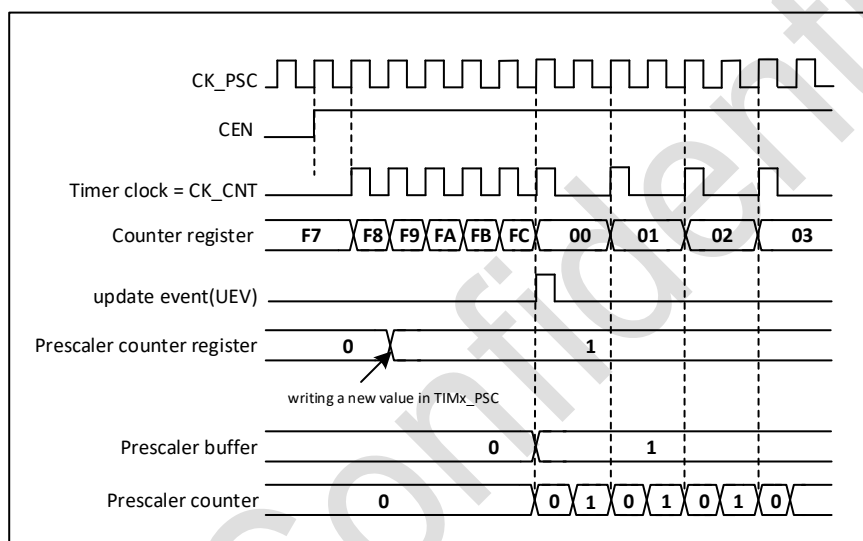 CK_PSC
CEN
Timer clock = CK_CNT
Counter register F7 F8 F9 FA FB FC 00 01 02 03
update event(UEV)
Prescaler counter register 0 1
writing a new value in TIMx_PSC
Prescaler buffer 0 1
Prescaler counter 0 0 1 0 1 0 1 0
Confidenti